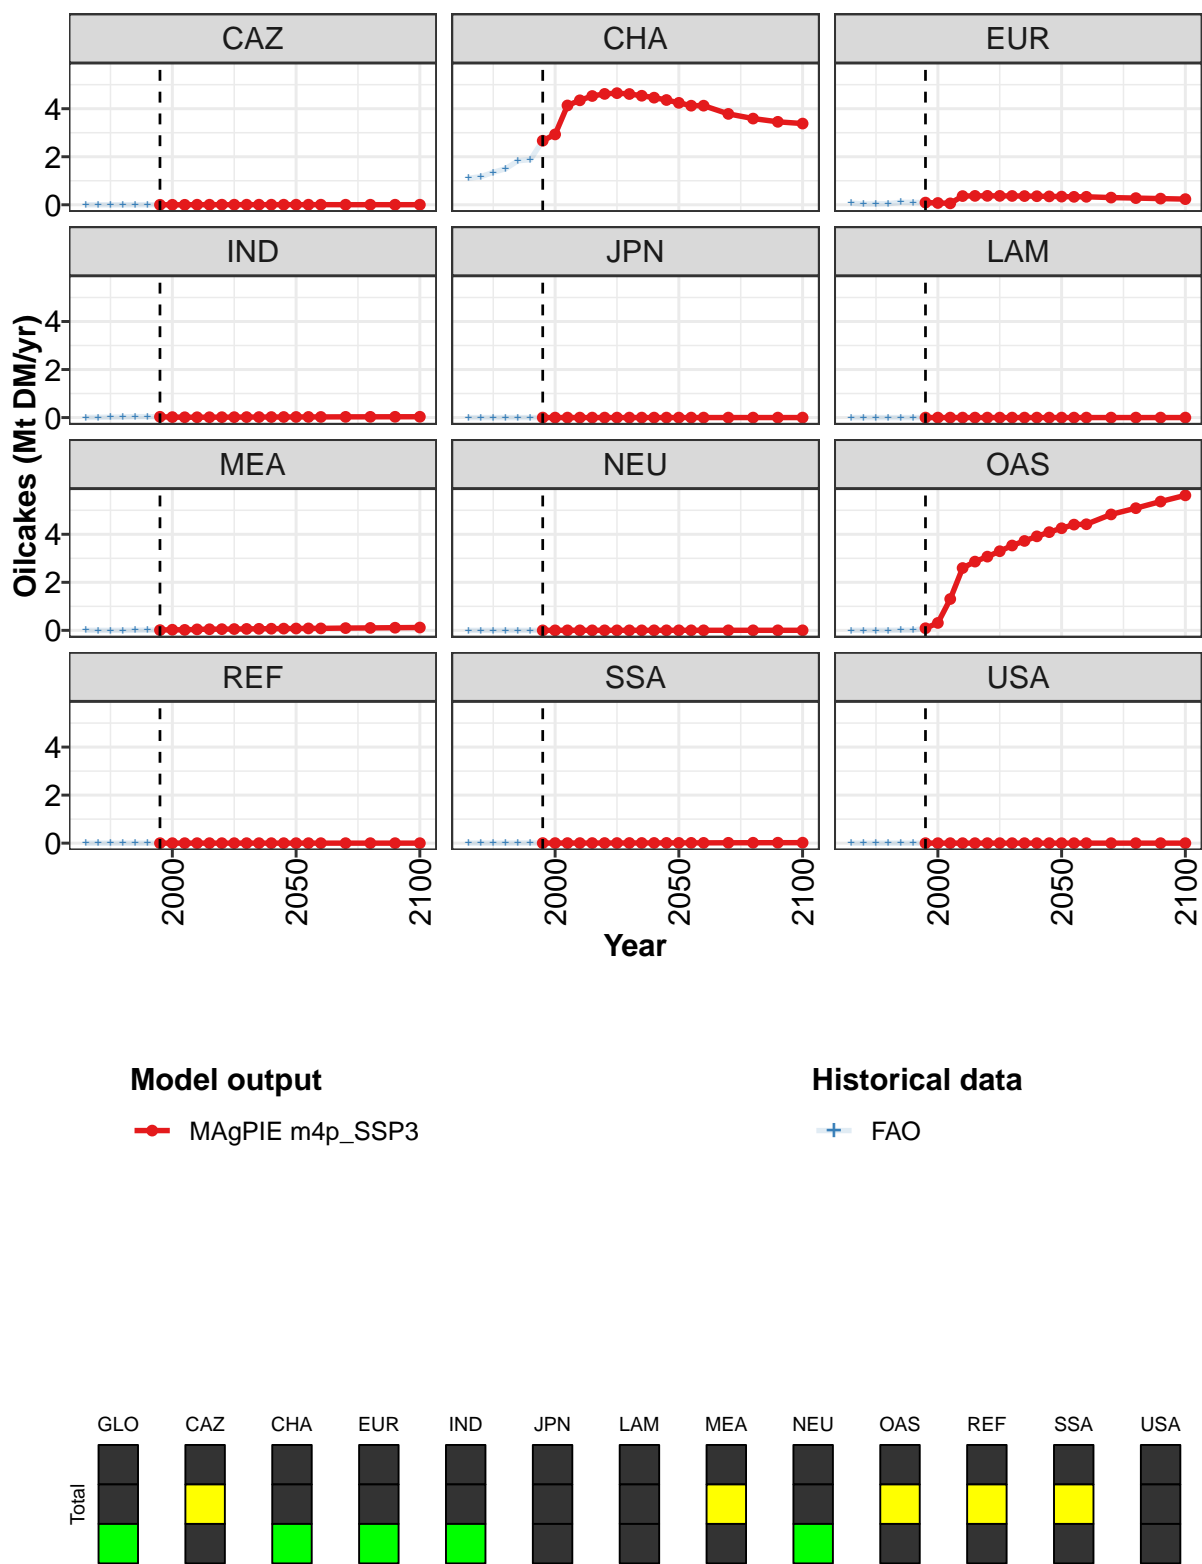 CAZ CHA EUR
4
2
0
IND JPN LAM
4
2
0
MEA NEU OAS
4
2
0
REF SSA USA
4
2
0
Oilcakes (Mt DM/yr)
2000 2050 2100 2000 2050 2100 2000 2050 2100
Year
Model output Historical data
MAgPIE m4p_SSP3 FAO
GLO CAZ CHA EUR IND JPN LAM MEA NEU OAS REF SSA USA
Total